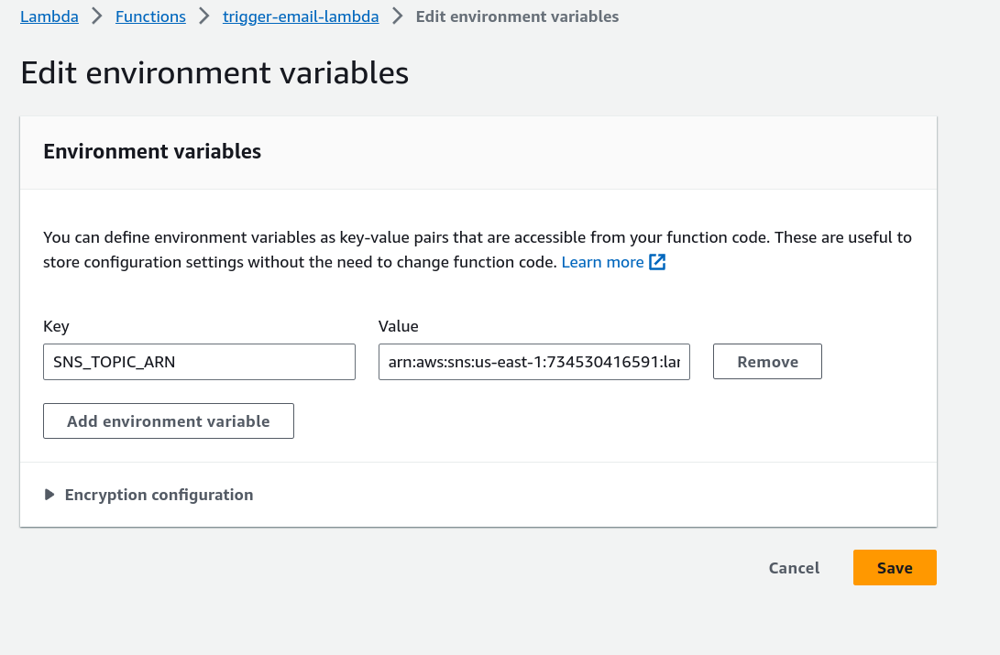 Lambda > Functions > trigger-email-lambda > Edit environment variables
Edit environment variables
Environment variables
You can define environment variables as key-value pairs that are accessible from your function code. These are useful to
store configuration settings without the need to change function code. Learn more
Key Value
SNS_TOPIC_ARN arn:aws:sns:us-east-1:734530416591:lar Remove
Add environment variable
Encryption configuration
Cancel Save